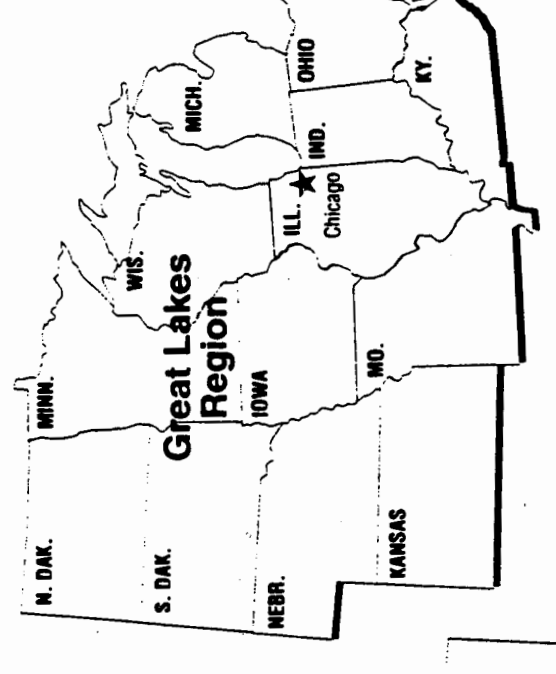 N. DAK.
MINN.
S. DAK.
WIS.
MICH.
Great Lakes
Region
NEBR.
IOWA
ILL.
Chicago
IND.
OHIO
KANSAS
MO.
KY.